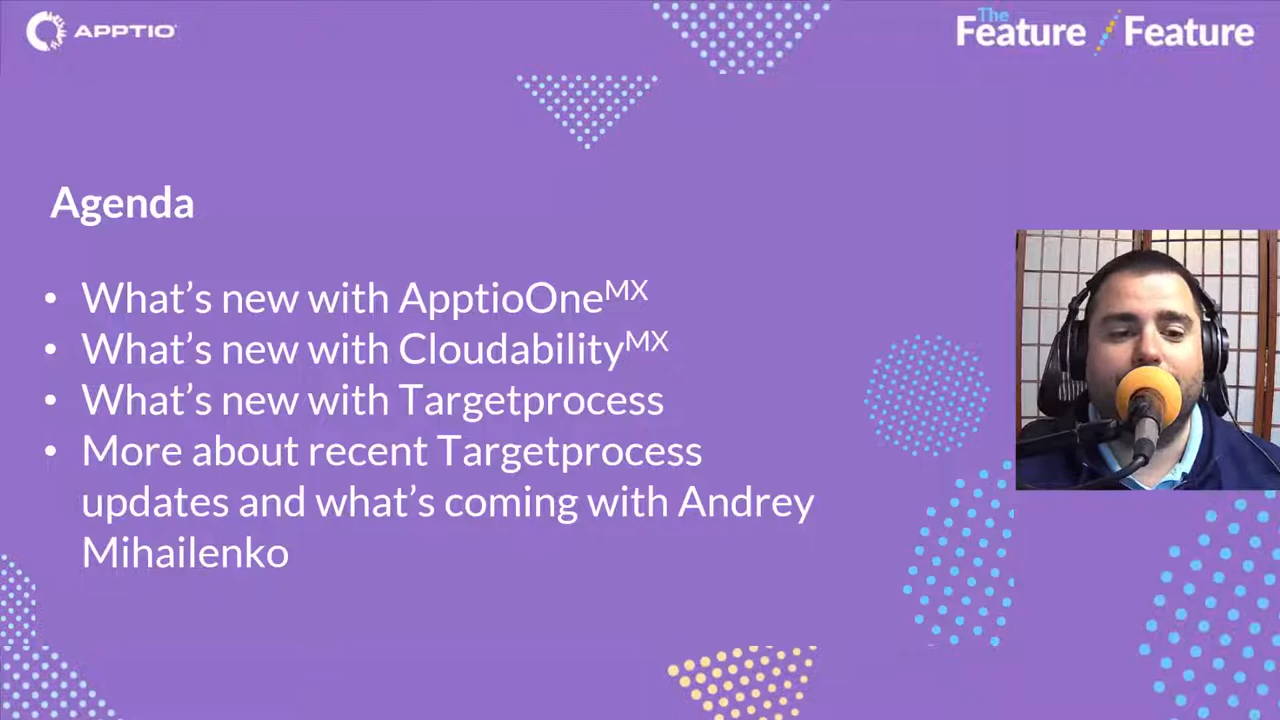 APPTIO
The
Feature / Feature
Agenda
• What's new with ApptioOneᴹˣ
• What's new with Cloudabilityᴹˣ
• What's new with Targetprocess
• More about recent Targetprocess
updates and what's coming with Andrey
Mihailenko